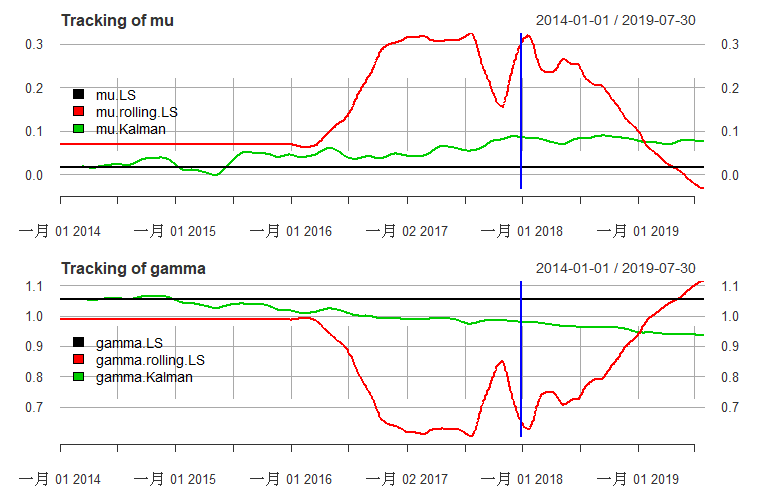 Tracking of mu 2014-01-01 / 2019-07-30
0.3 0.3
0.2 0.2
mu.LS
mu.rolling.LS
mu.Kalman
0.1 0.1
0.0 0.0
一月 01 2014 一月 01 2015 一月 01 2016 一月 02 2017 一月 01 2018 一月 01 2019
Tracking of gamma 2014-01-01 / 2019-07-30
1.1 1.1
1.0 1.0
0.9 0.9
gamma.LS
gamma.rolling.LS
gamma.Kalman
0.8 0.8
0.7 0.7
一月 01 2014 一月 01 2015 一月 01 2016 一月 02 2017 一月 01 2018 一月 01 2019